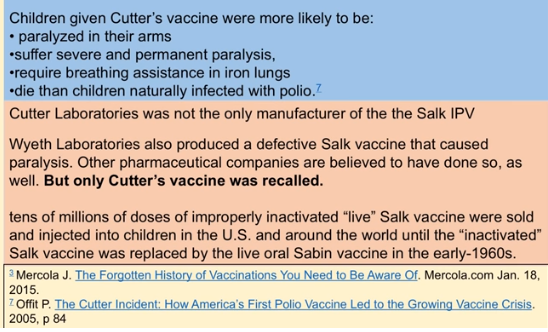 Children given Cutter's vaccine were more likely to be:
• paralyzed in their arms
•suffer severe and permanent paralysis,
•require breathing assistance in iron lungs
•die than children naturally infected with polio.7
Cutter Laboratories was not the only manufacturer of the the Salk IPV
Wyeth Laboratories also produced a defective Salk vaccine that caused
paralysis. Other pharmaceutical companies are believed to have done so, as
well. But only Cutter's vaccine was recalled.
tens of millions of doses of improperly inactivated “live” Salk vaccine were sold
and injected into children in the U.S. and around the world until the “inactivated”
Salk vaccine was replaced by the live oral Sabin vaccine in the early-1960s.
3 Mercola J. The Forgotten History of Vaccinations You Need to Be Aware Of. Mercola.com Jan. 18,
2015.
7 Offit P. The Cutter Incident: How America's First Polio Vaccine Led to the Growing Vaccine Crisis.
2005, p 84